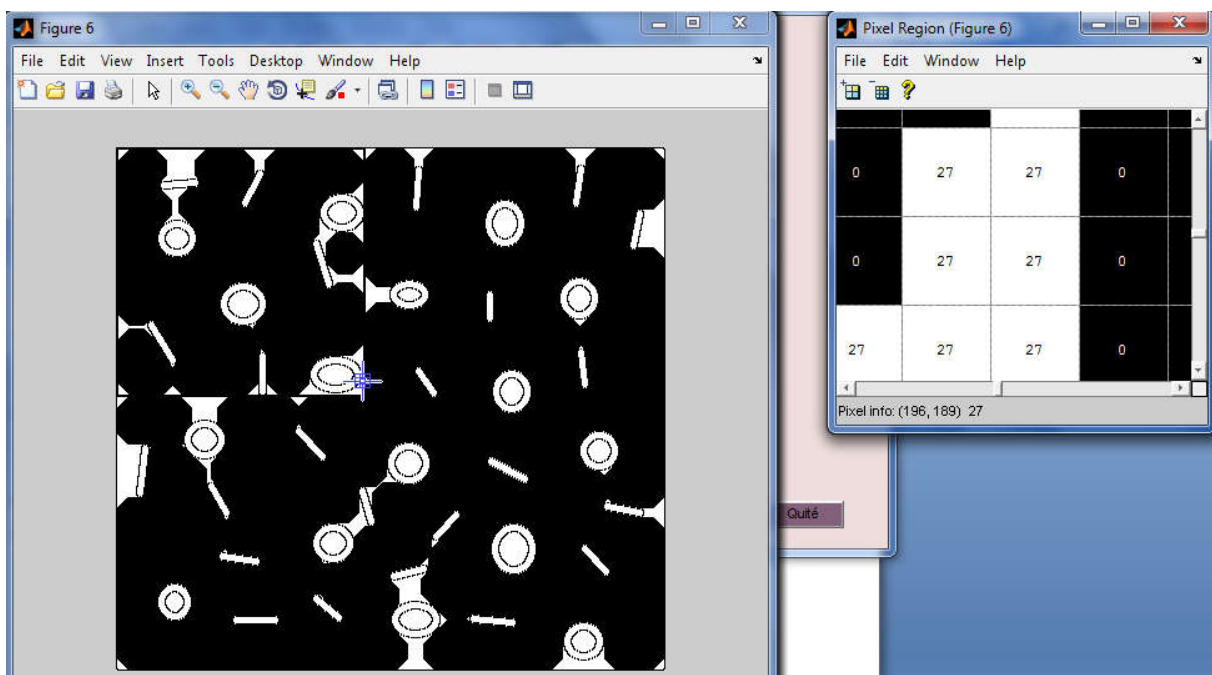 Figure 6
File Edit View Insert Tools Desktop Window Help
Pixel Region (Figure 6)
File Edit Window Help
0 27 27 0
0 27 27 0
27 27 27 0
Pixel info: (196, 189) 27
Quité